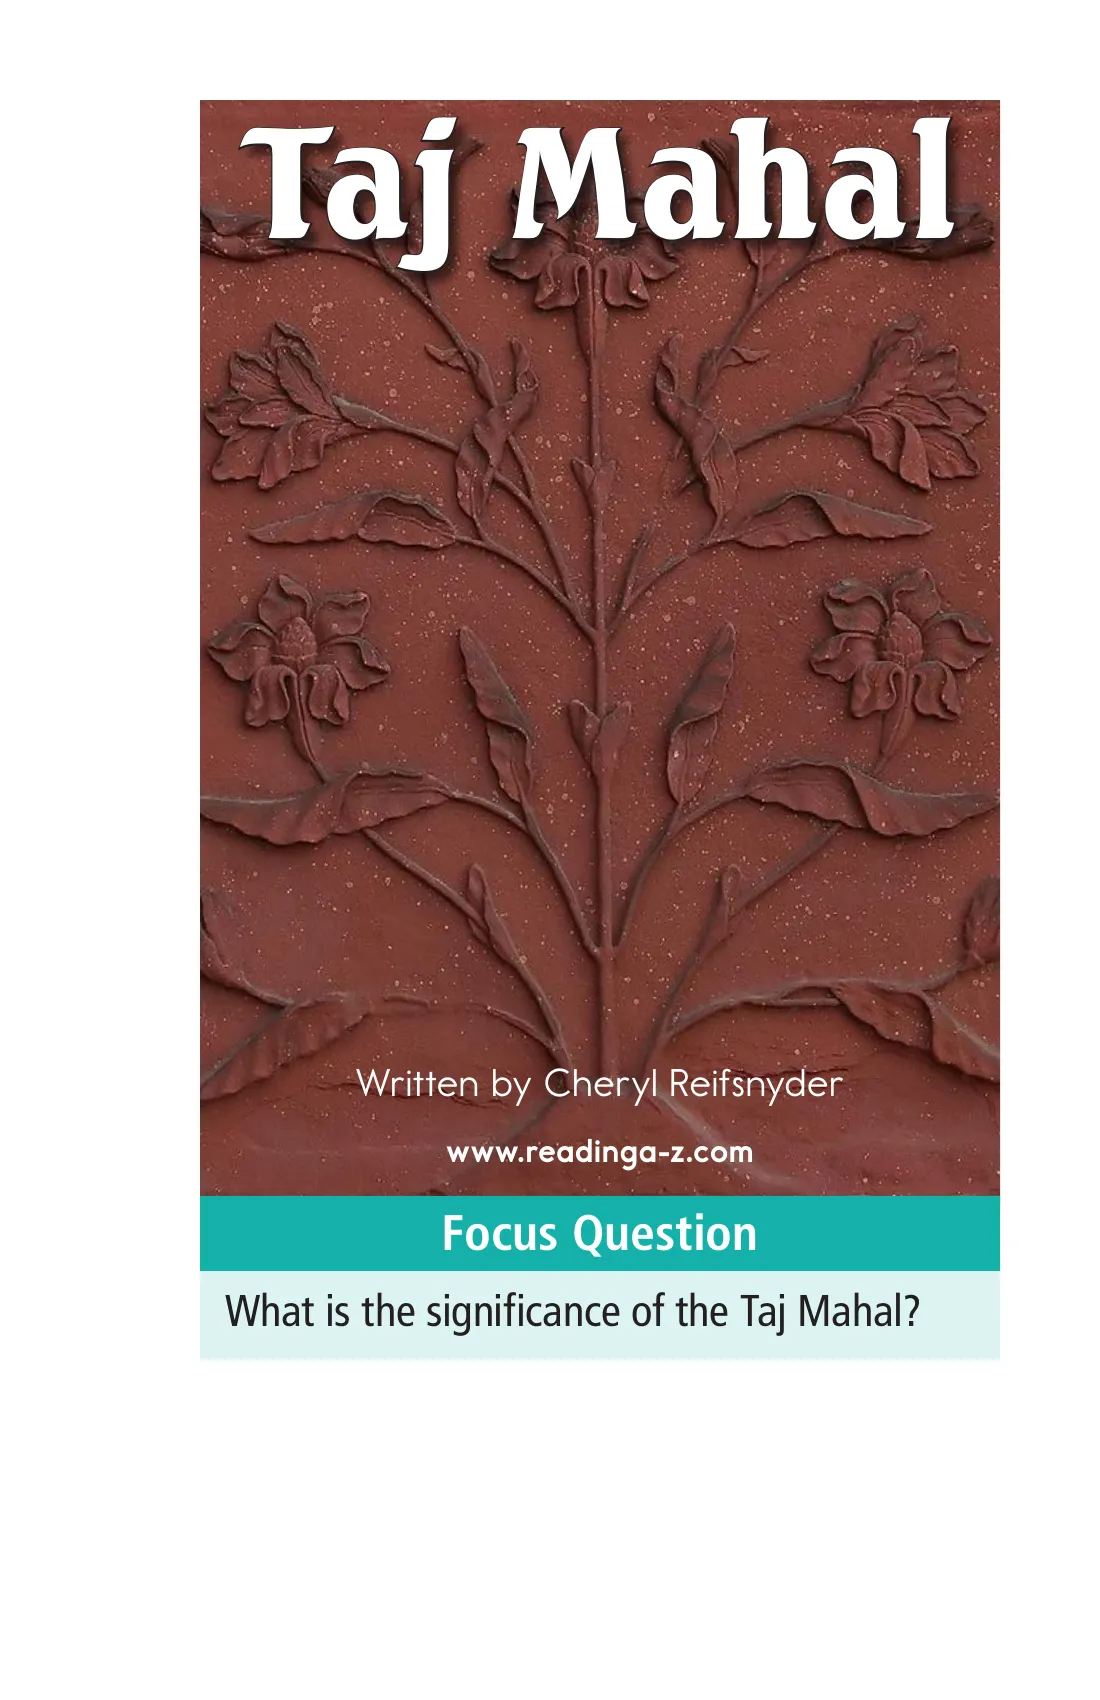 Taj Mahal
Written by Cheryl Reifsnyder
www.readinga-z.com
Focus Question
What is the significance of the Taj Mahal?